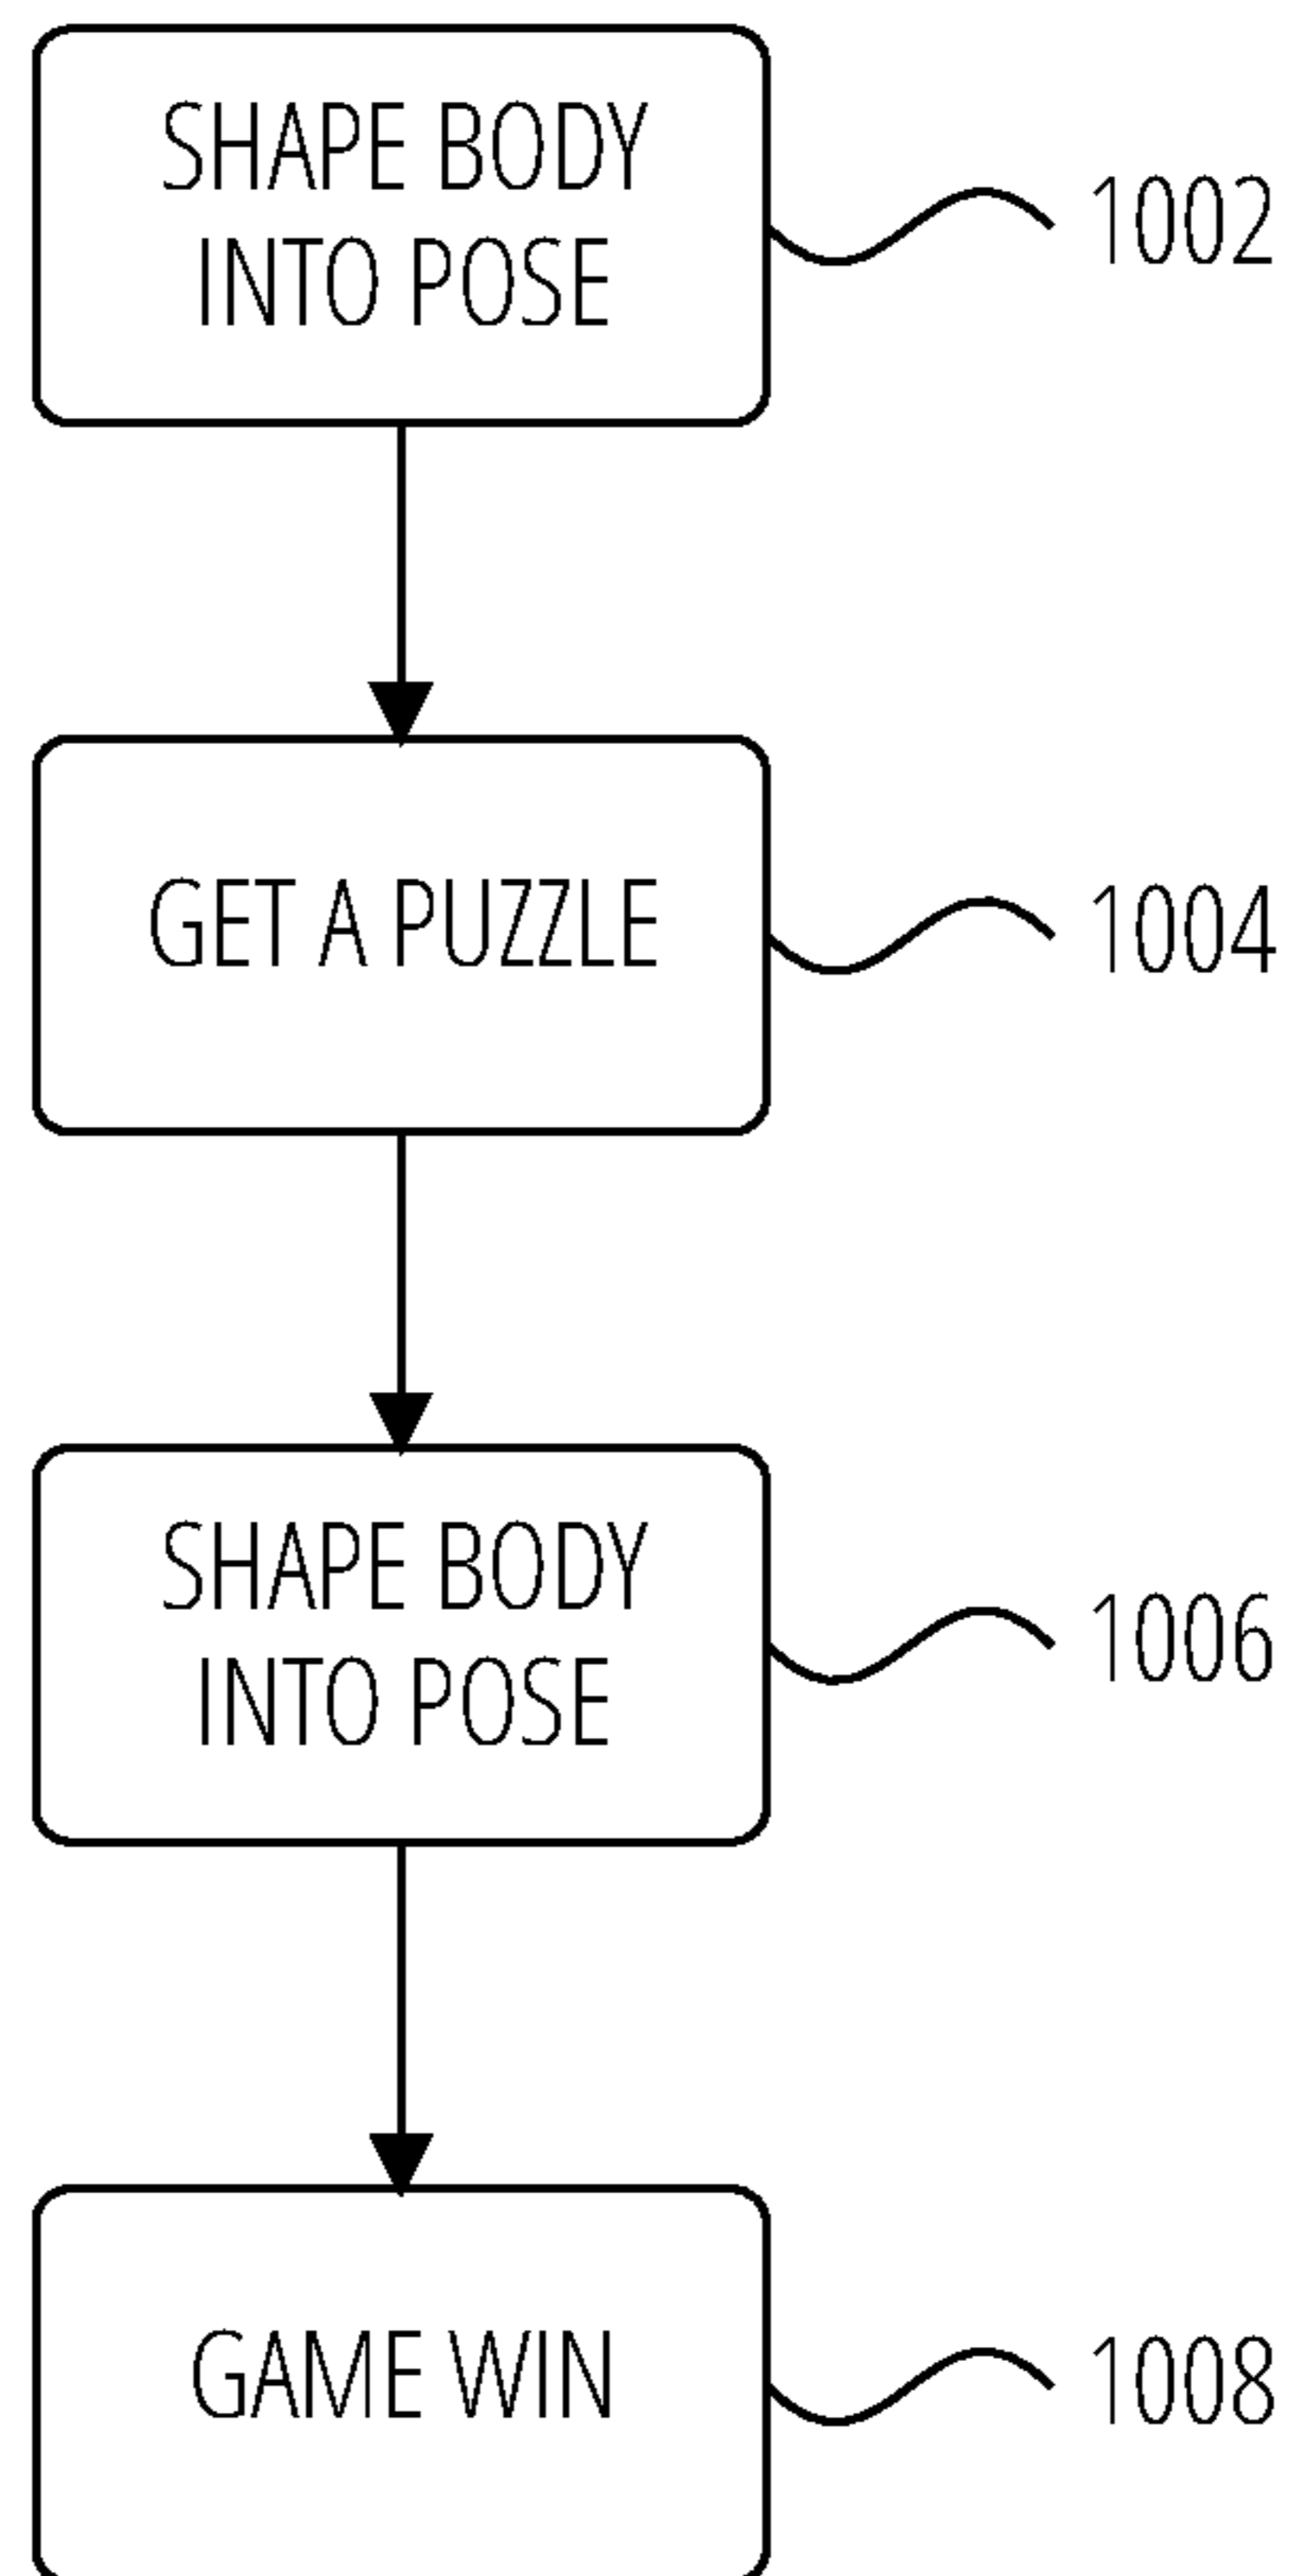 SHAPE BODY
INTO POSE
1002
GET A PUZZLE
1004
SHAPE BODY
INTO POSE
1006
GAME WIN
1008